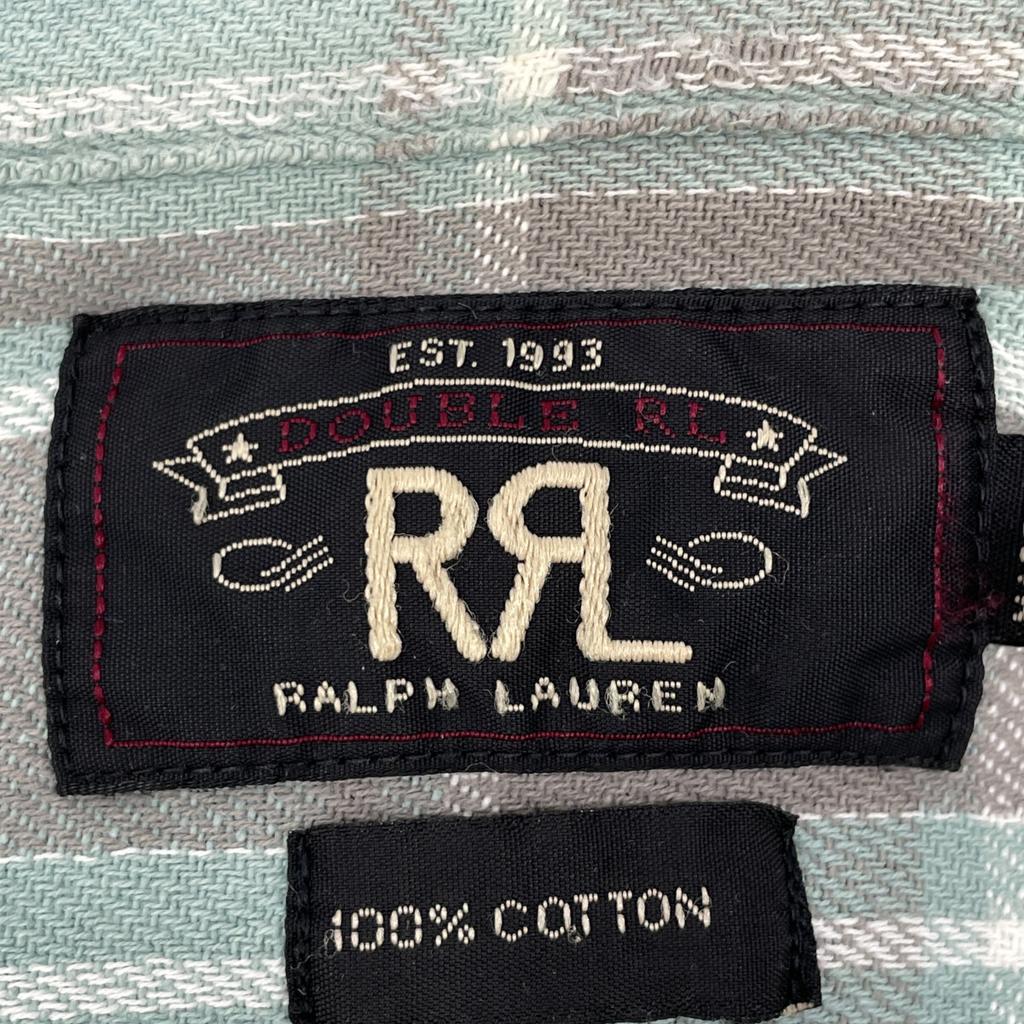 EST. 1993
DOUBLE RL
RRL
RALPH LAUREN
100% COTTON